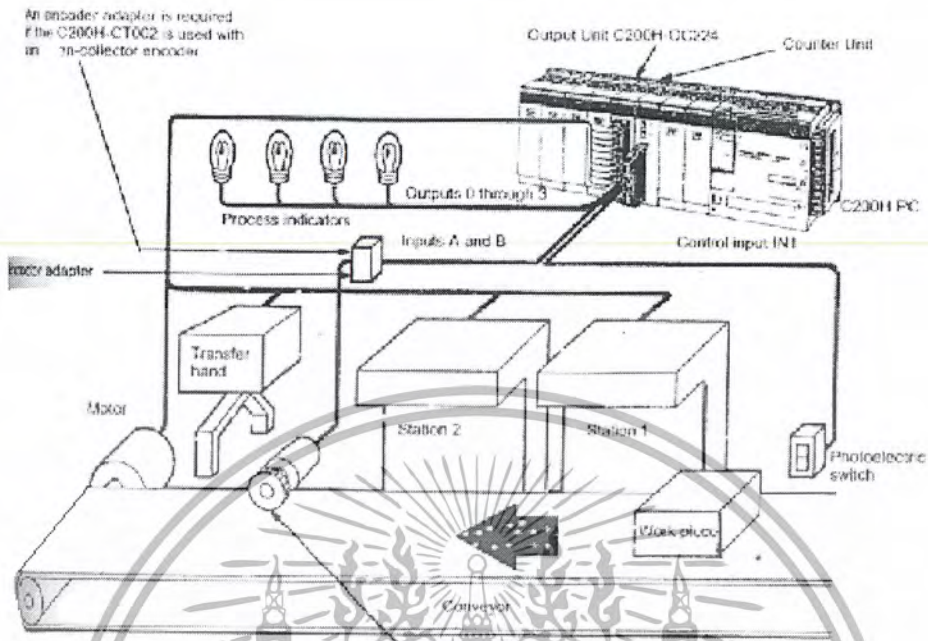 An encoder adapter is required
if the C200H-CT002 is used with
collector encoder
Output Unit C200H-OC224
Counter Unit
Outputs 0 through 3
Process indicators
C200H PC
Inputs A and B
Control input IN1
adapter
Transfer
hand
Motor
Station 2
Station 1
Photoelectric
switch
Work piece
Conveyor